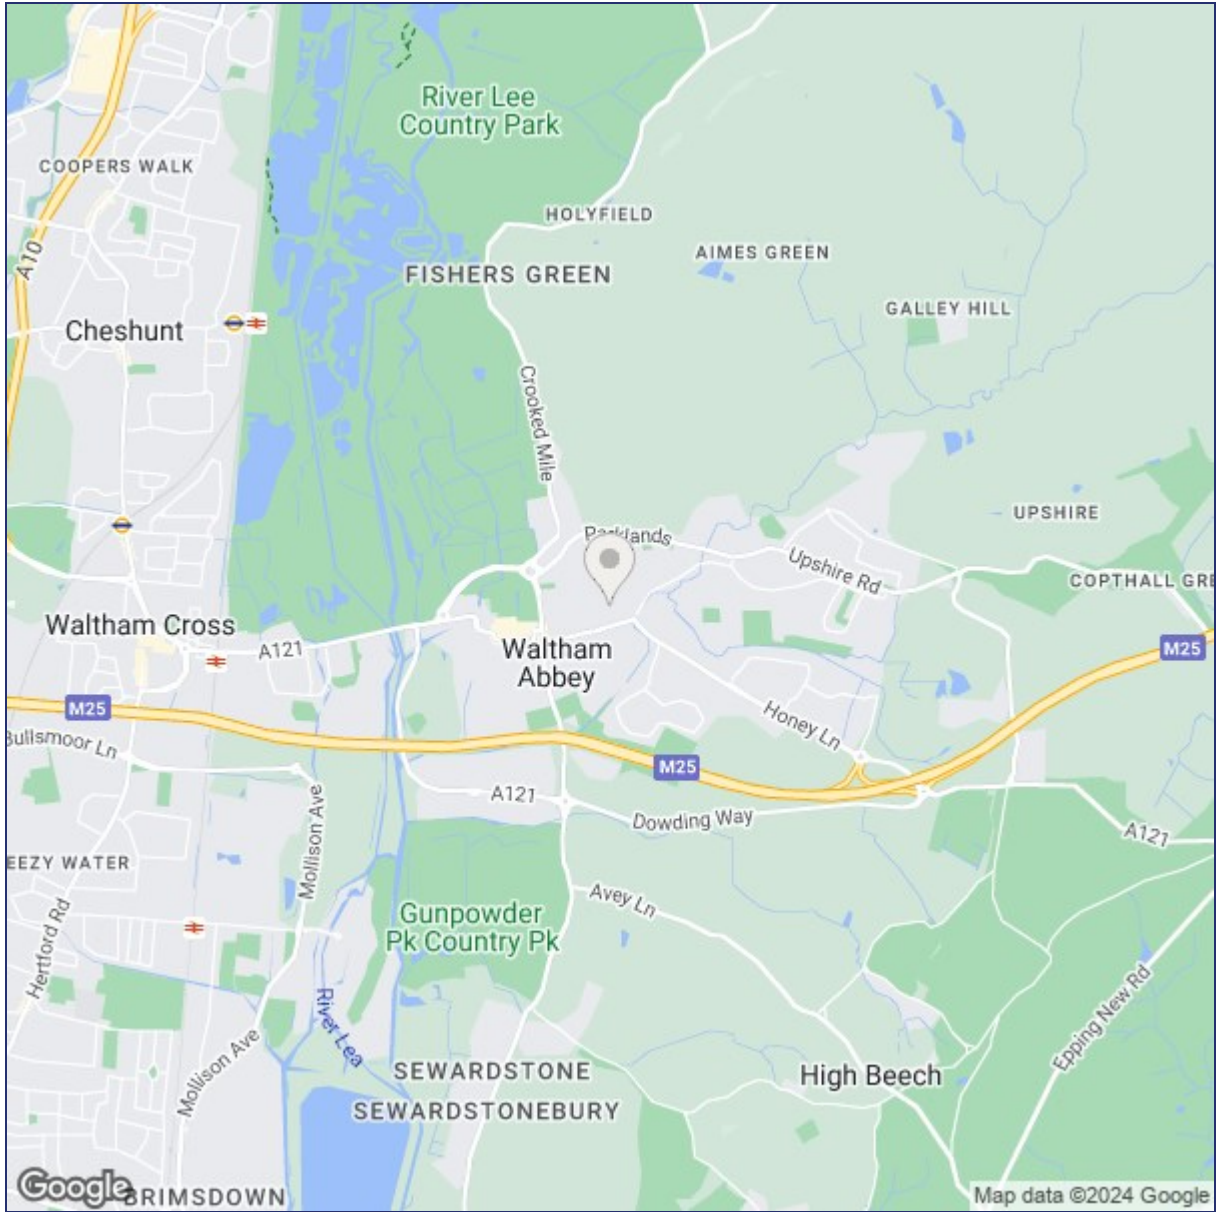 River Lee
Country Park
COOPERS WALK
HOLYFIELD
AIMES GREEN
A10
FISHERS GREEN
GALLEY HILL
Cheshunt
Crooked Mile
UPSHIRE
Parklands
Upshire Rd
COPTHALL GRE
Waltham Cross
A121
Waltham
Abbey
M25
M25
Honey Ln
Bullsmoor Ln
M25
A121
Mollison Ave
Dowding Way
A121
EEZY WATER
Avey Ln
Gunpowder
Pk Country Pk
Hertford Rd
River Lea
Epping New Rd
Mollison Ave
SEWARDSTONE
High Beech
SEWARDSTONEBURY
Google
BRIMSDOWN
Map data ©2024 Google